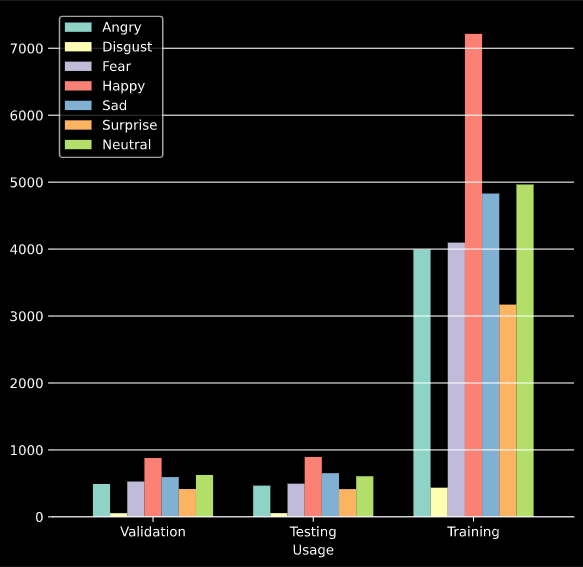 Angry
Disgust
Fear
Happy
Sad
Surprise
Neutral
7000
6000
5000
4000
3000
2000
1000
0
Validation Testing Training
Usage